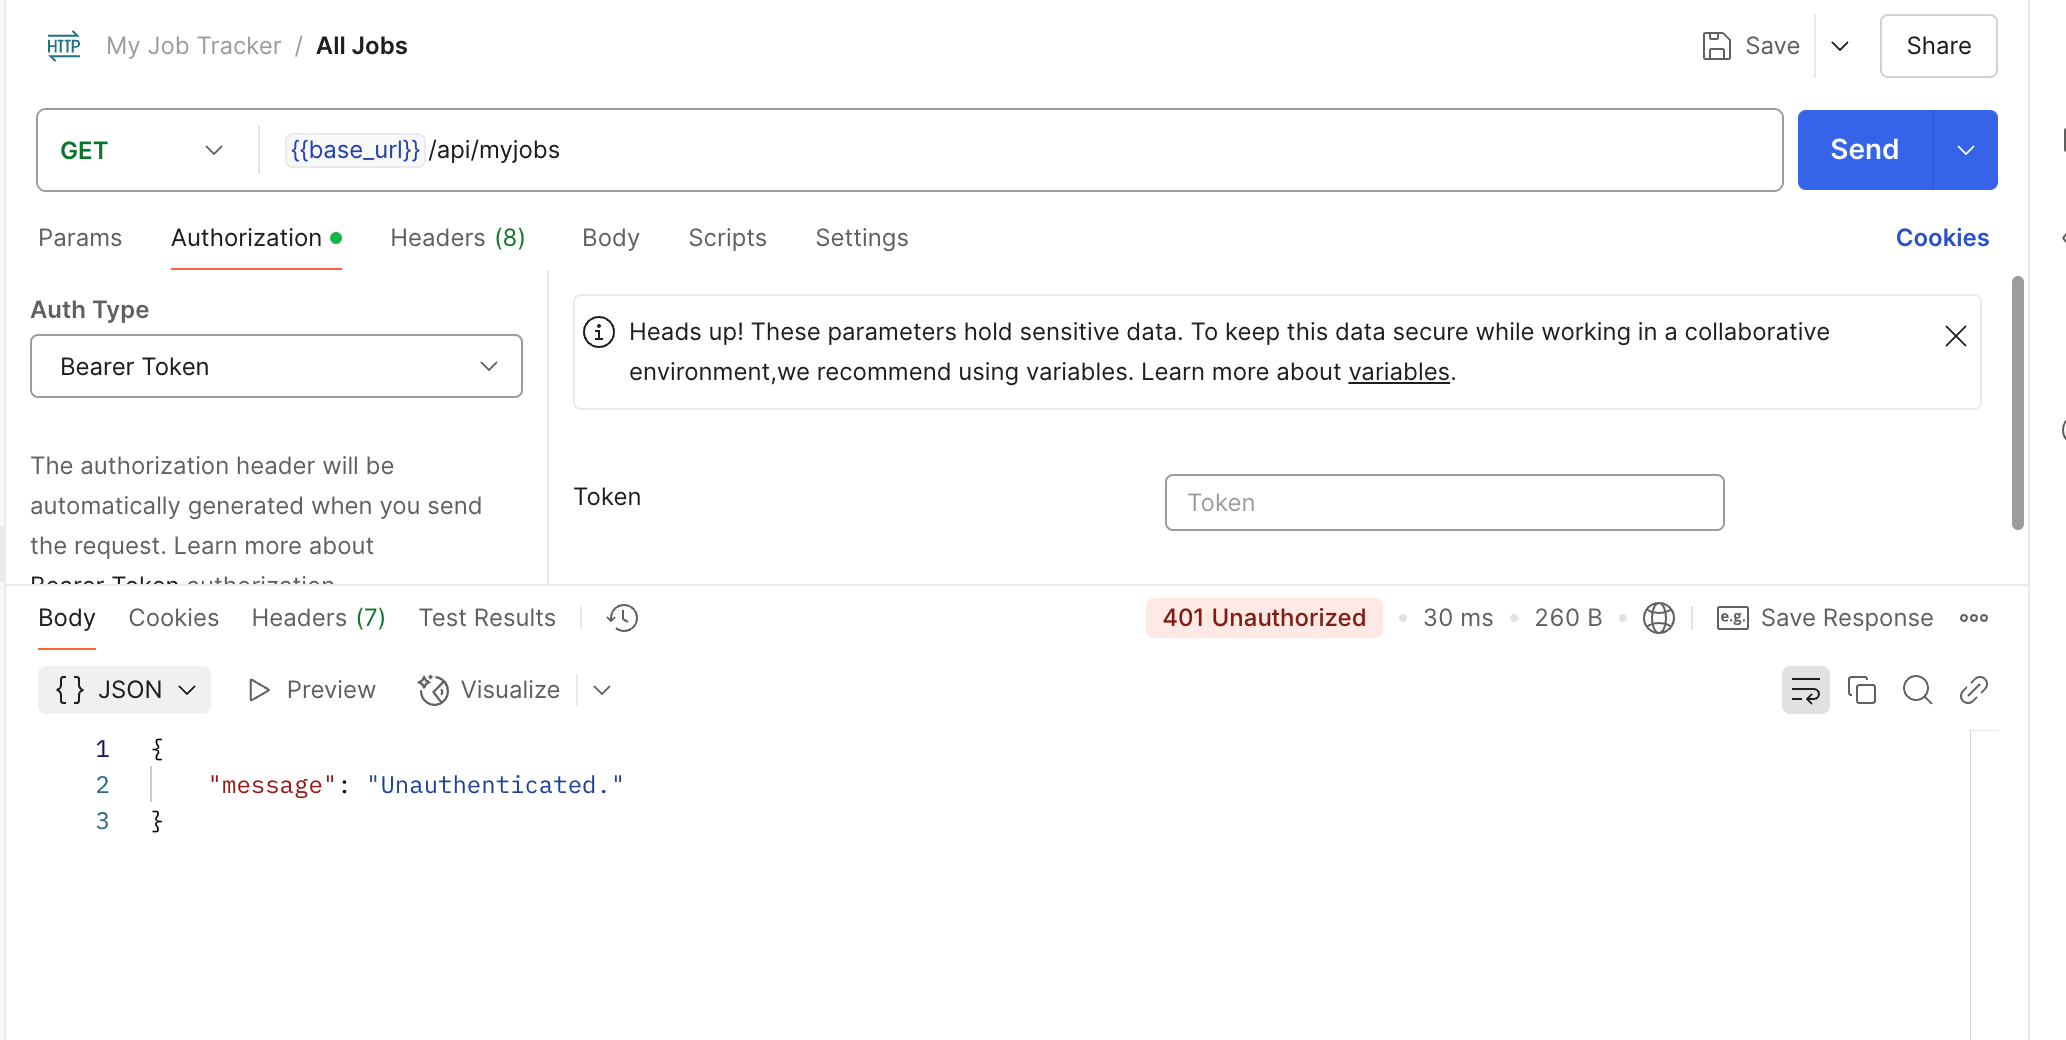 HTTP My Job Tracker / All Jobs
Save
Share
GET
{{base_url}} /api/myjobs
Send
Params
Authorization
Headers (8)
Body
Scripts
Settings
Cookies
Auth Type
Bearer Token
The authorization header will be
automatically generated when you send
the request. Learn more about
Bearer Token authorization
Heads up! These parameters hold sensitive data. To keep this data secure while working in a collaborative
environment,we recommend using variables. Learn more about variables.
Token
Token
Body
Cookies
Headers (7)
Test Results
401 Unauthorized
30 ms
260 B
e.g. Save Response
{ } JSON
Preview
Visualize
1 {
2 "message": "Unauthenticated."
3 }